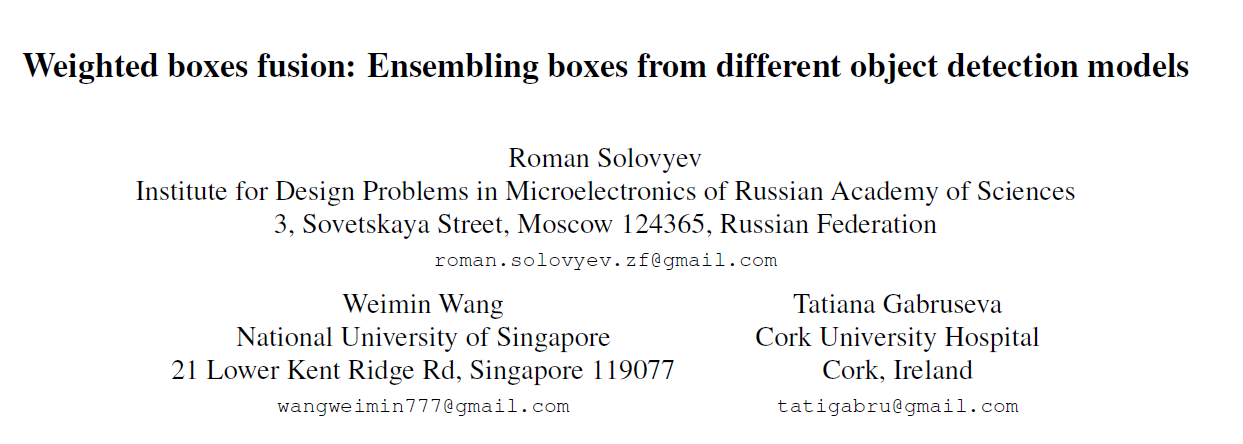 Weighted boxes fusion: Ensembling boxes from different object detection models
Roman Solovyev
Institute for Design Problems in Microelectronics of Russian Academy of Sciences
3, Sovetskaya Street, Moscow 124365, Russian Federation
roman.solovyev.zf@gmail.com
Weimin Wang
National University of Singapore
21 Lower Kent Ridge Rd, Singapore 119077
wangweimin777@gmail.com
Tatiana Gabruseva
Cork University Hospital
Cork, Ireland
tatigabru@gmail.com